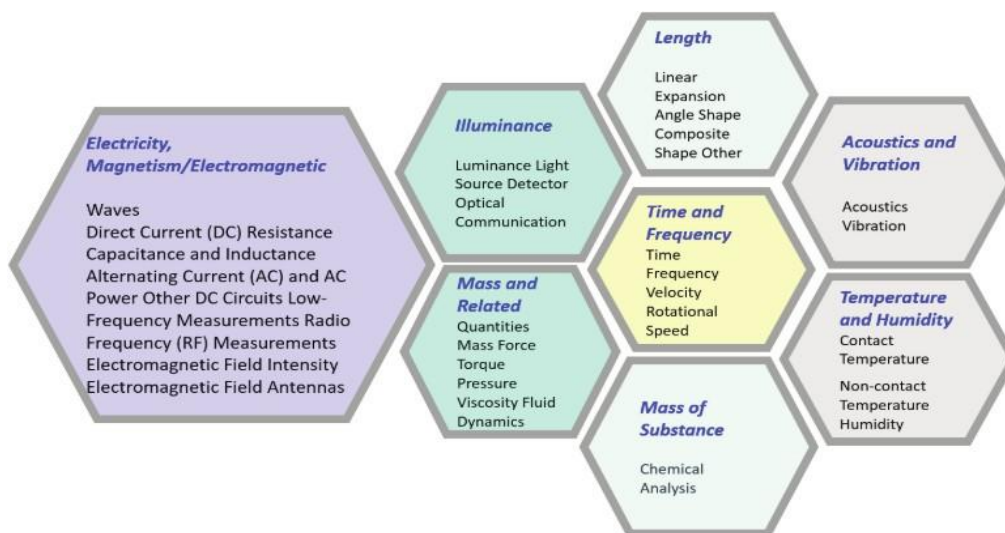 Electricity,
Magnetism/Electromagnetic
Waves
Direct Current (DC) Resistance
Capacitance and Inductance
Alternating Current (AC) and AC
Power Other DC Circuits Low-
Frequency Measurements Radio
Frequency (RF) Measurements
Electromagnetic Field Intensity
Electromagnetic Field Antennas
Illuminance
Luminance Light
Source Detector
Optical
Communication
Mass and
Related
Quantities
Mass Force
Torque
Pressure
Viscosity Fluid
Dynamics
Length
Linear
Expansion
Angle Shape
Composite
Shape Other
Time and
Frequency
Time
Frequency
Velocity
Rotational
Speed
Mass of
Substance
Chemical
Analysis
Acoustics and
Vibration
Acoustics
Vibration
Temperature
and Humidity
Contact
Temperature
Non-contact
Temperature
Humidity